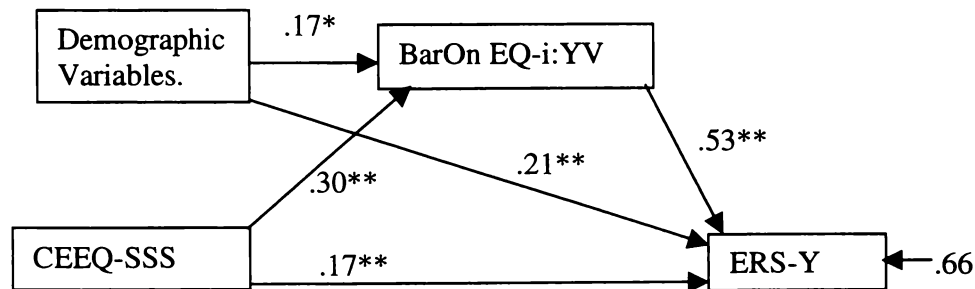 .17*
Demographic
Variables.
BarOn EQ-i:YV
.53**
.21**
.30**
CEEQ-SSS
.17**
ERS-Y
.66